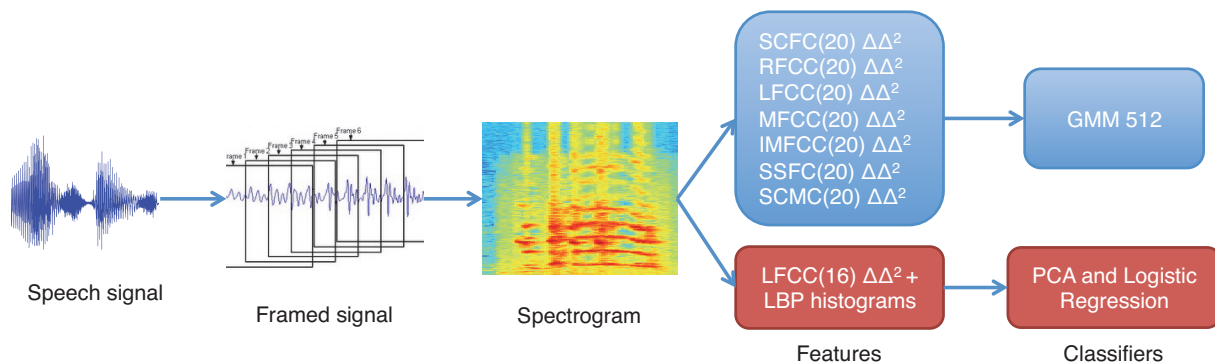 Speech signal
rame 1
Frame 2
Frame 3
Frame 4
Frame 5
Frame 6
Framed signal
Spectrogram
SCFC(20) ΔΔ²
RFCC(20) ΔΔ²
LFCC(20) ΔΔ²
MFCC(20) ΔΔ²
IMFCC(20) ΔΔ²
SSFC(20) ΔΔ²
SCMC(20) ΔΔ²
GMM 512
LFCC(16) ΔΔ² +
LBP histograms
PCA and Logistic
Regression
Features
Classifiers